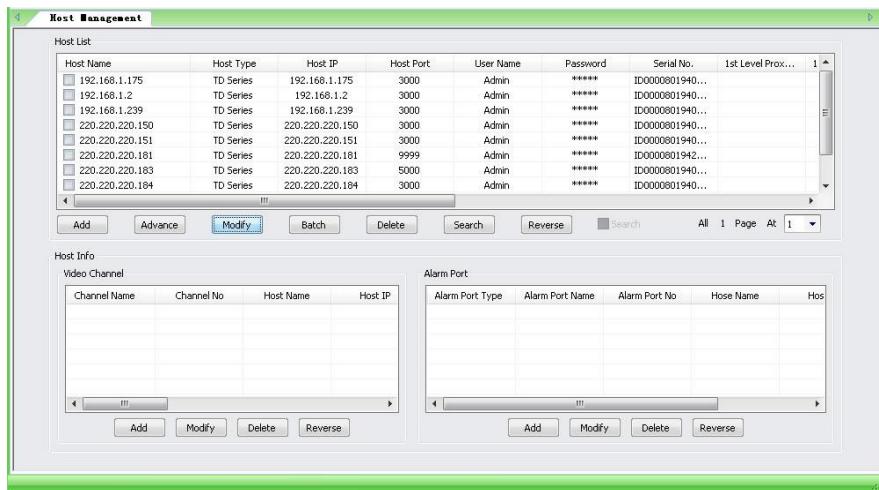 Host Management
Host List
Host Name Host Type Host IP Host Port User Name Password Serial No. 1st Level Prox... 1
192.168.1.175 TD Series 192.168.1.175 3000 Admin ***** ID0000801940...
192.168.1.2 TD Series 192.168.1.2 3000 Admin ***** ID0000801940...
192.168.1.239 TD Series 192.168.1.239 3000 Admin ***** ID0000801940...
220.220.220.150 TD Series 220.220.220.150 3000 Admin ***** ID0000801940...
220.220.220.151 TD Series 220.220.220.151 3000 Admin ***** ID0000801940...
220.220.220.181 TD Series 220.220.220.181 9999 Admin ***** ID0000801942...
220.220.220.183 TD Series 220.220.220.183 5000 Admin ***** ID0000801940...
220.220.220.184 TD Series 220.220.220.184 3000 Admin ***** ID0000801940...
Add Advance Modify Batch Delete Search Reverse Search All 1 Page At 1
Host Info
Video Channel Alarm Port
Channel Name Channel No Host Name Host IP Alarm Port Type Alarm Port Name Alarm Port No Hose Name Hos
Add Modify Delete Reverse Add Modify Delete Reverse